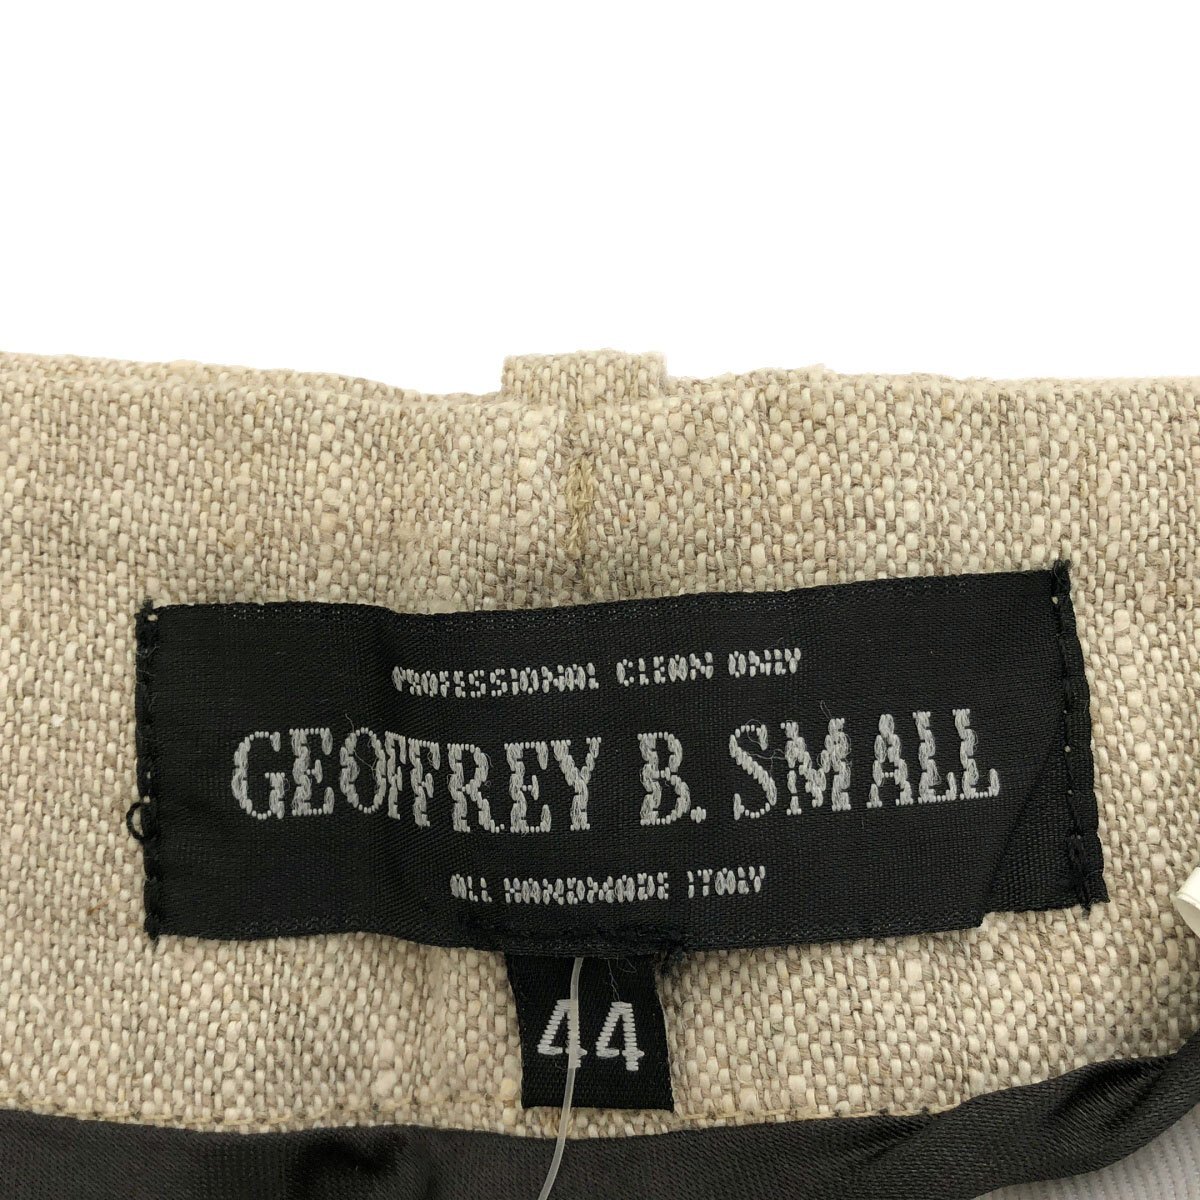 PROFESSIONAL CLEAN ONLY
GEOFFREY B. SMALL
ALL HANDMADE ITALY
44